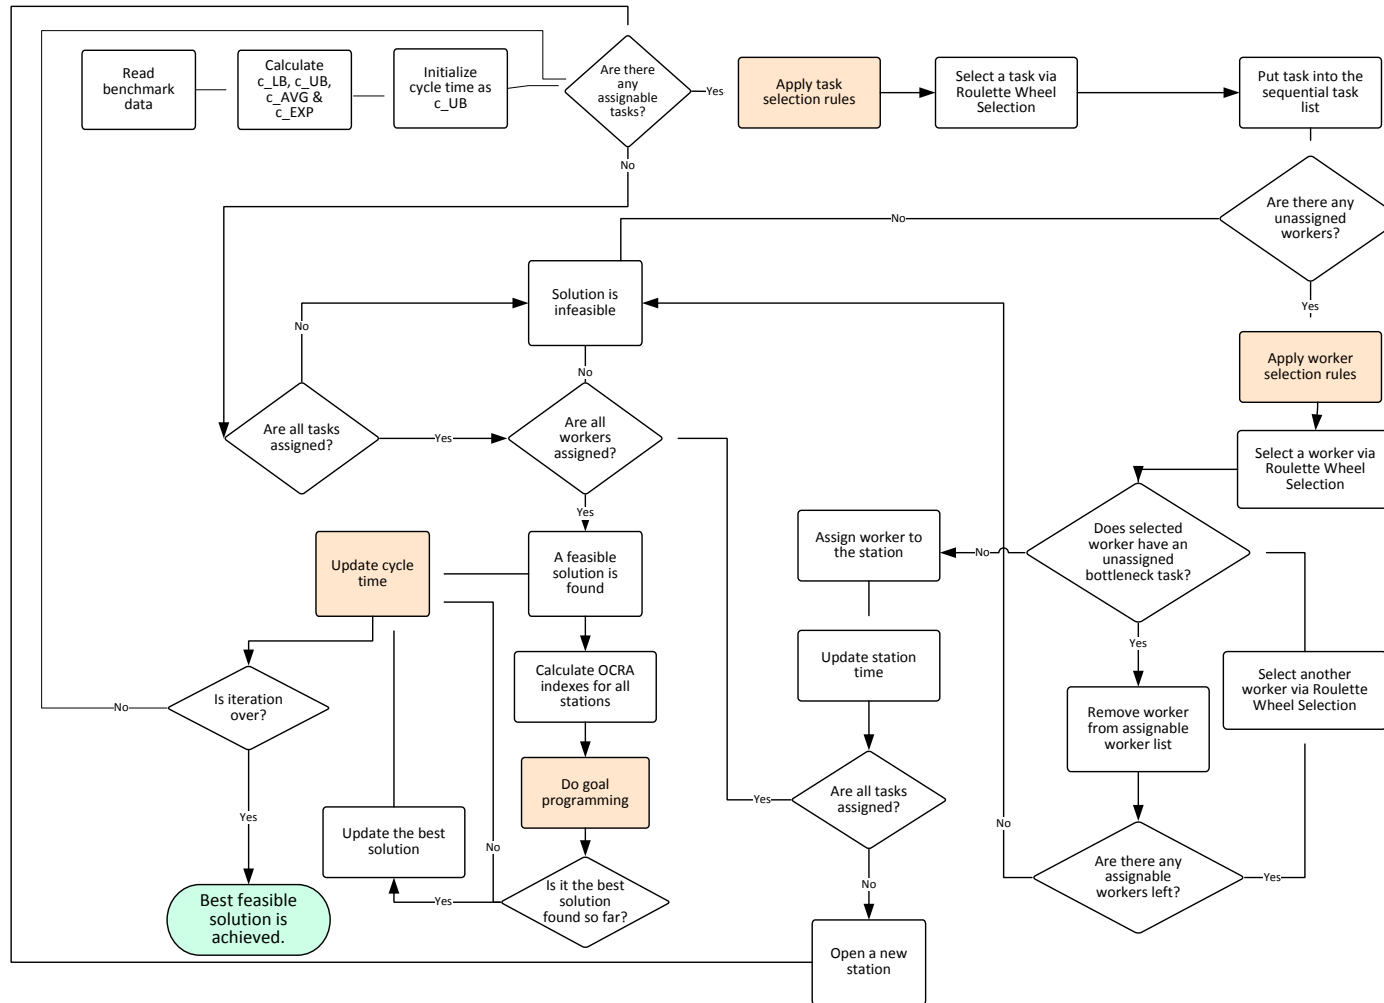 Read
benchmark
data
Calculate
c_LB, c_UB,
c_AVG &
c_EXP
Initialize
cycle time as
c_UB
Are there
any
assignable
tasks?
Yes
Apply task
selection rules
Select a task via
Roulette Wheel
Selection
Put task into the
sequential task
list
No
Are there any
unassigned
workers?
No
Yes
Solution is
infeasible
No
No
Apply worker
selection rules
Are all tasks
assigned?
Yes
Are all
workers
assigned?
Select a worker via
Roulette Wheel
Selection
Yes
Update cycle
time
A feasible
solution is
found
Assign worker to
the station
No
Does selected
worker have an
unassigned
bottleneck task?
Yes
Calculate OCRA
indexes for all
stations
Update station
time
Select another
worker via Roulette
Wheel Selection
Is iteration
over?
No
Remove worker
from assignable
worker list
Do goal
programming
Are all tasks
assigned?
Yes
Yes
Update the best
solution
No
No
Are there any
assignable
workers left?
Yes
Is it the best
solution
found so far?
Yes
No
Best feasible
solution is
achieved.
Open a new
station